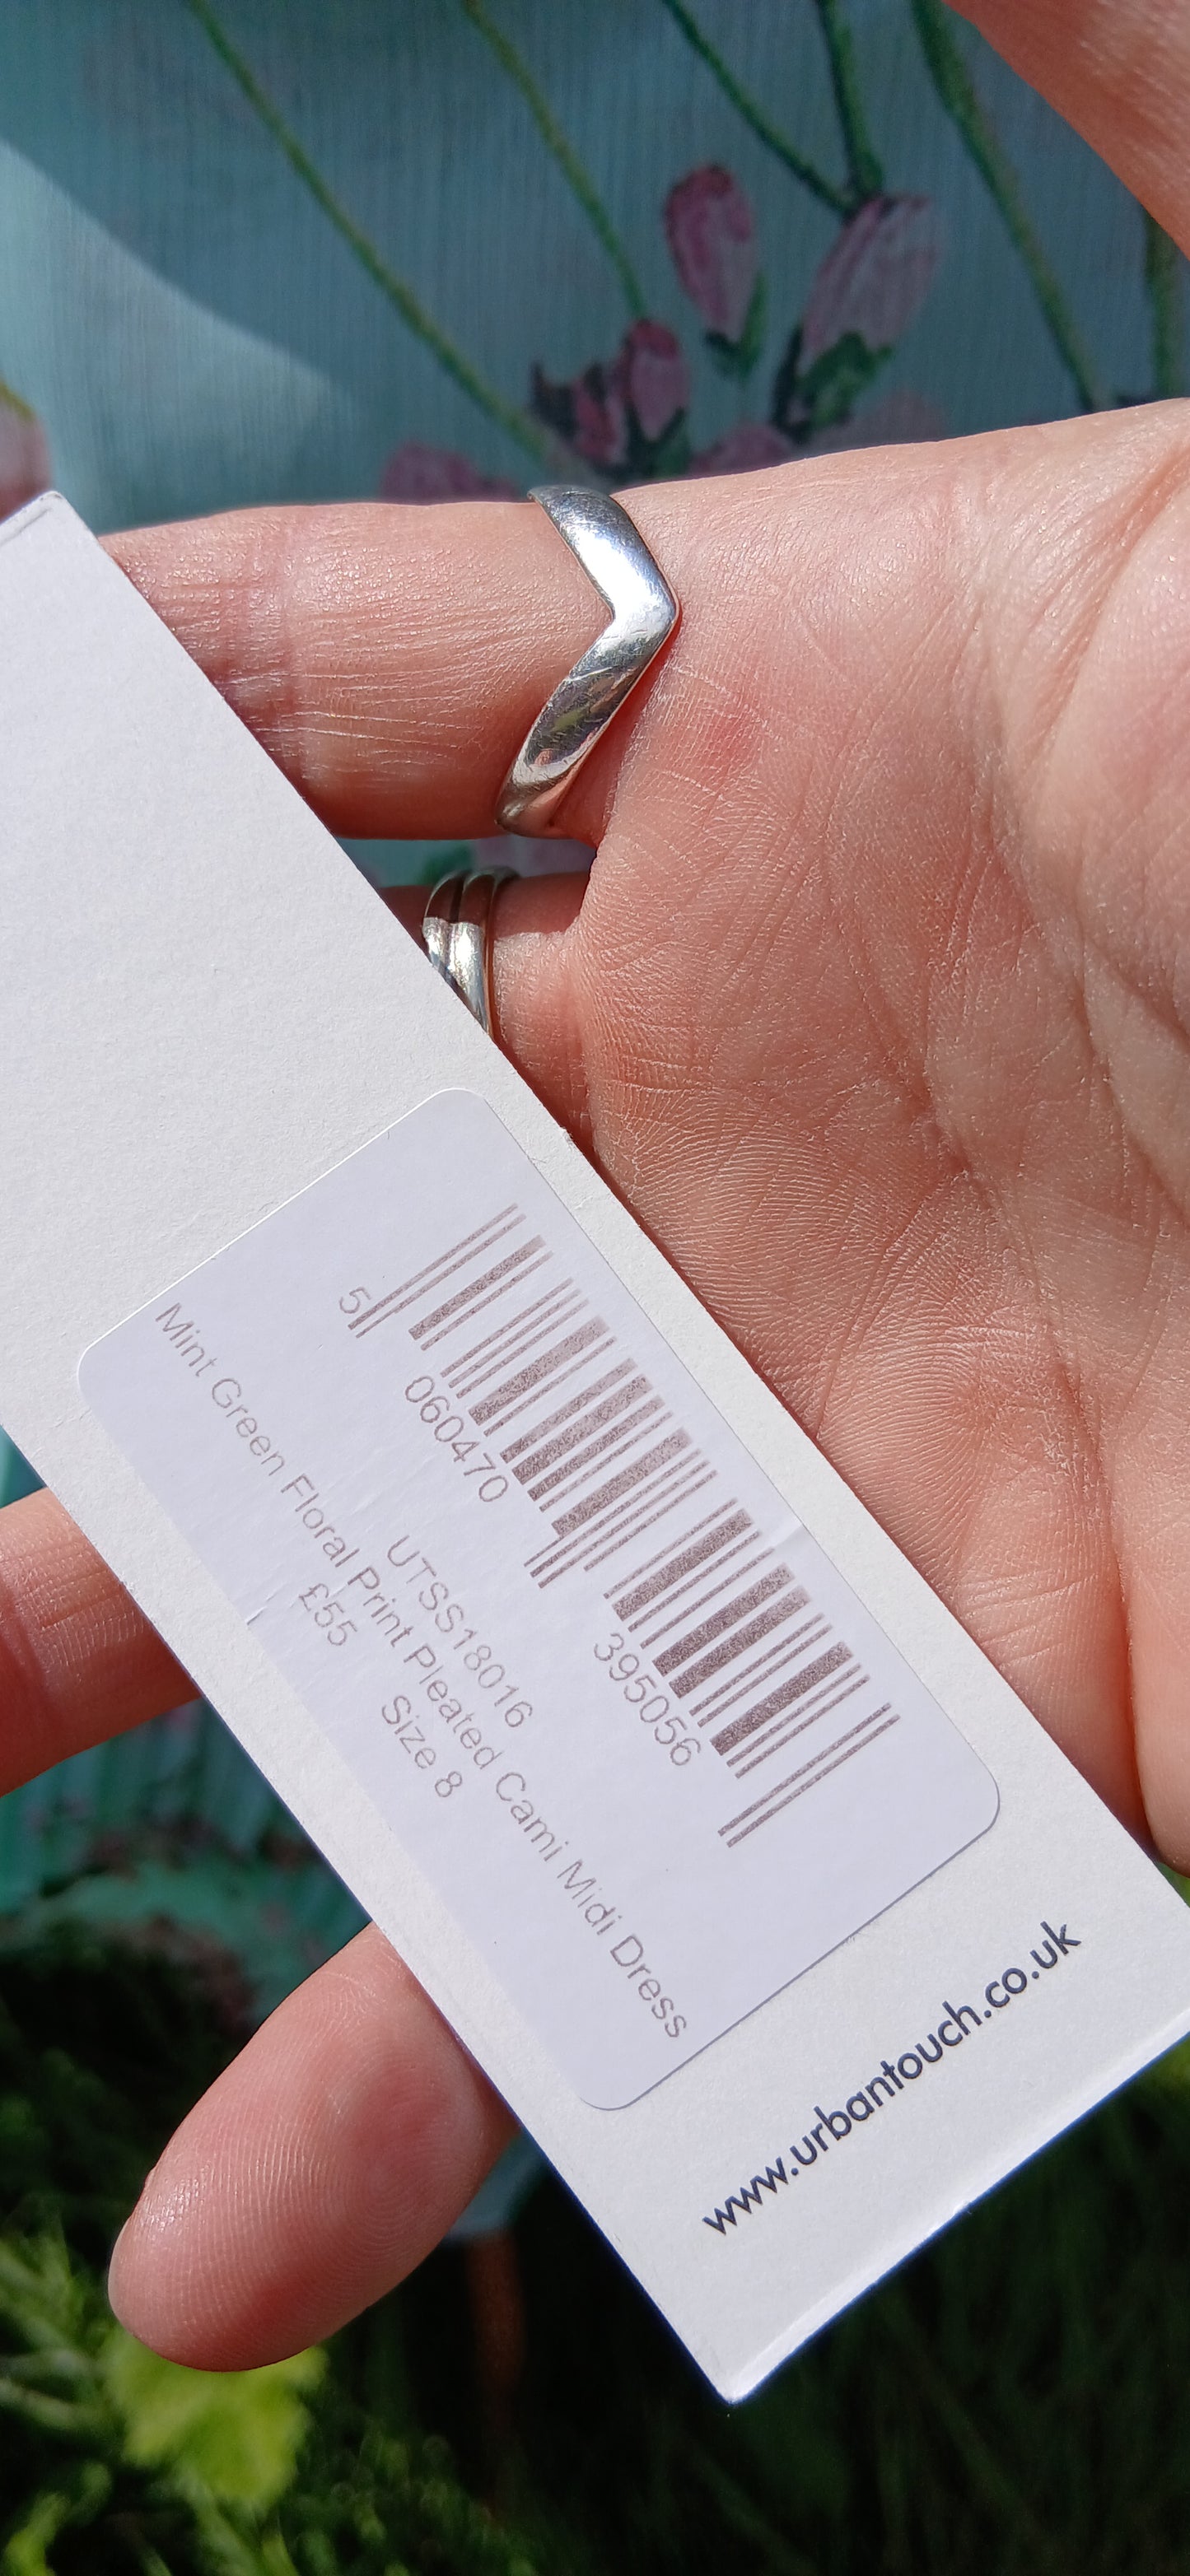 5 060470 395056
UTSS18016
Mint Green Floral Print Pleated Cami Midi Dress
£55 Size 8
www.urbantouch.co.uk